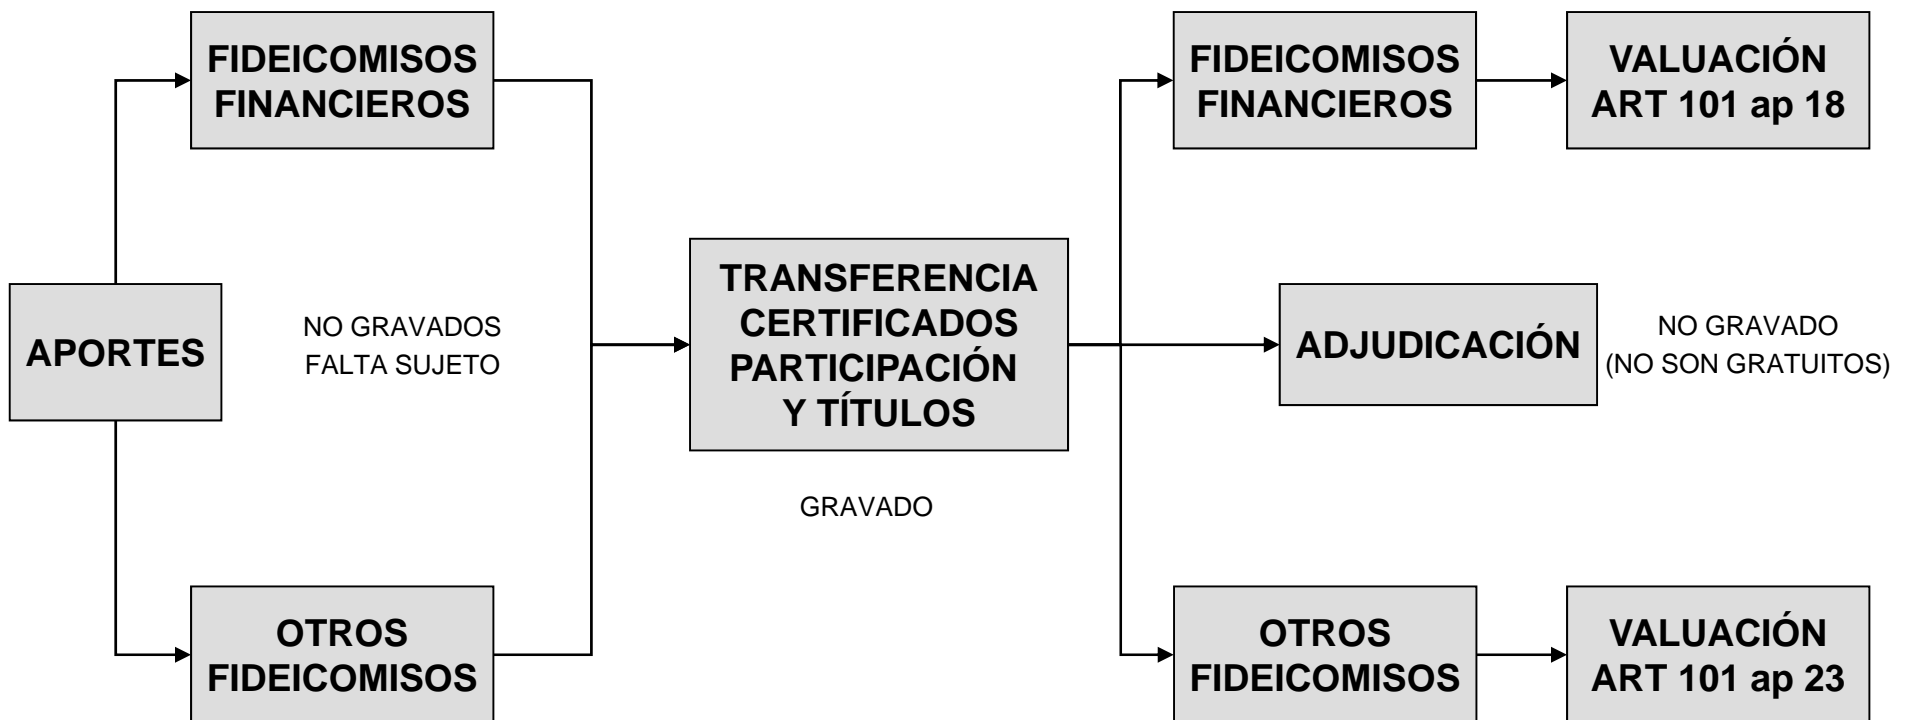 FIDEICOMISOS
FINANCIEROS
FIDEICOMISOS
FINANCIEROS
VALUACIÓN
ART 101 ap 18
APORTES
NO GRAVADOS
FALTA SUJETO
TRANSFERENCIA
CERTIFICADOS
PARTICIPACIÓN
Y TÍTULOS
GRAVADO
ADJUDICACIÓN
NO GRAVADO
(NO SON GRATUITOS)
OTROS
FIDEICOMISOS
OTROS
FIDEICOMISOS
VALUACIÓN
ART 101 ap 23